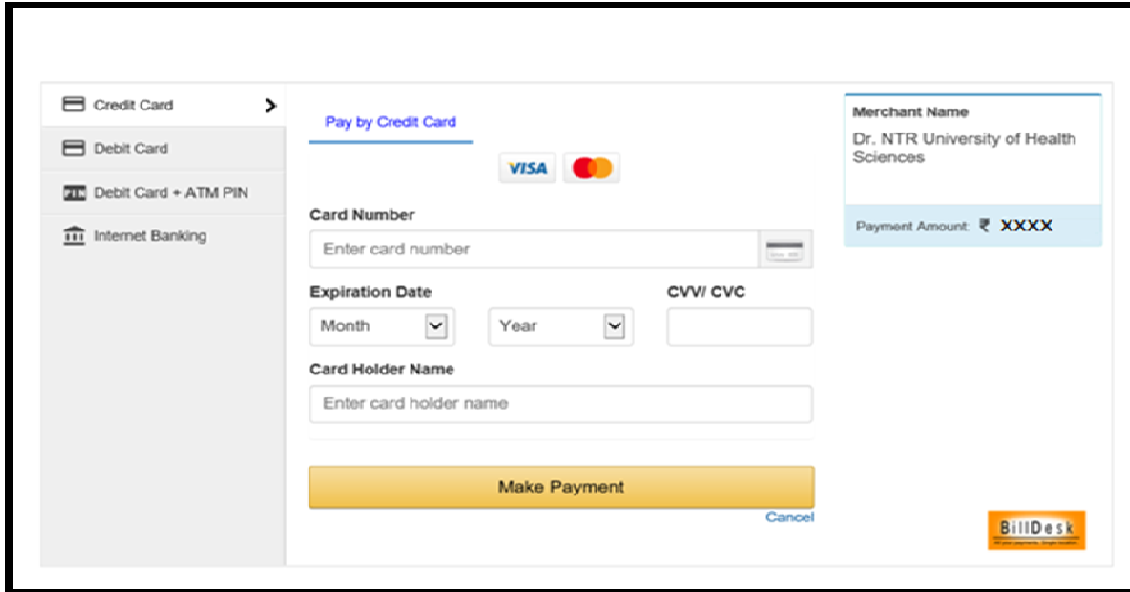 Credit Card
Debit Card
PIN Debit Card + ATM PIN
Internet Banking
Pay by Credit Card
VISA
Card Number
Enter card number
Expiration Date
CVV/ CVC
Month
Year
Card Holder Name
Enter card holder name
Make Payment
Cancel
Merchant Name
Dr. NTR University of Health
Sciences
Payment Amount: ₹ XXXX
BillDesk